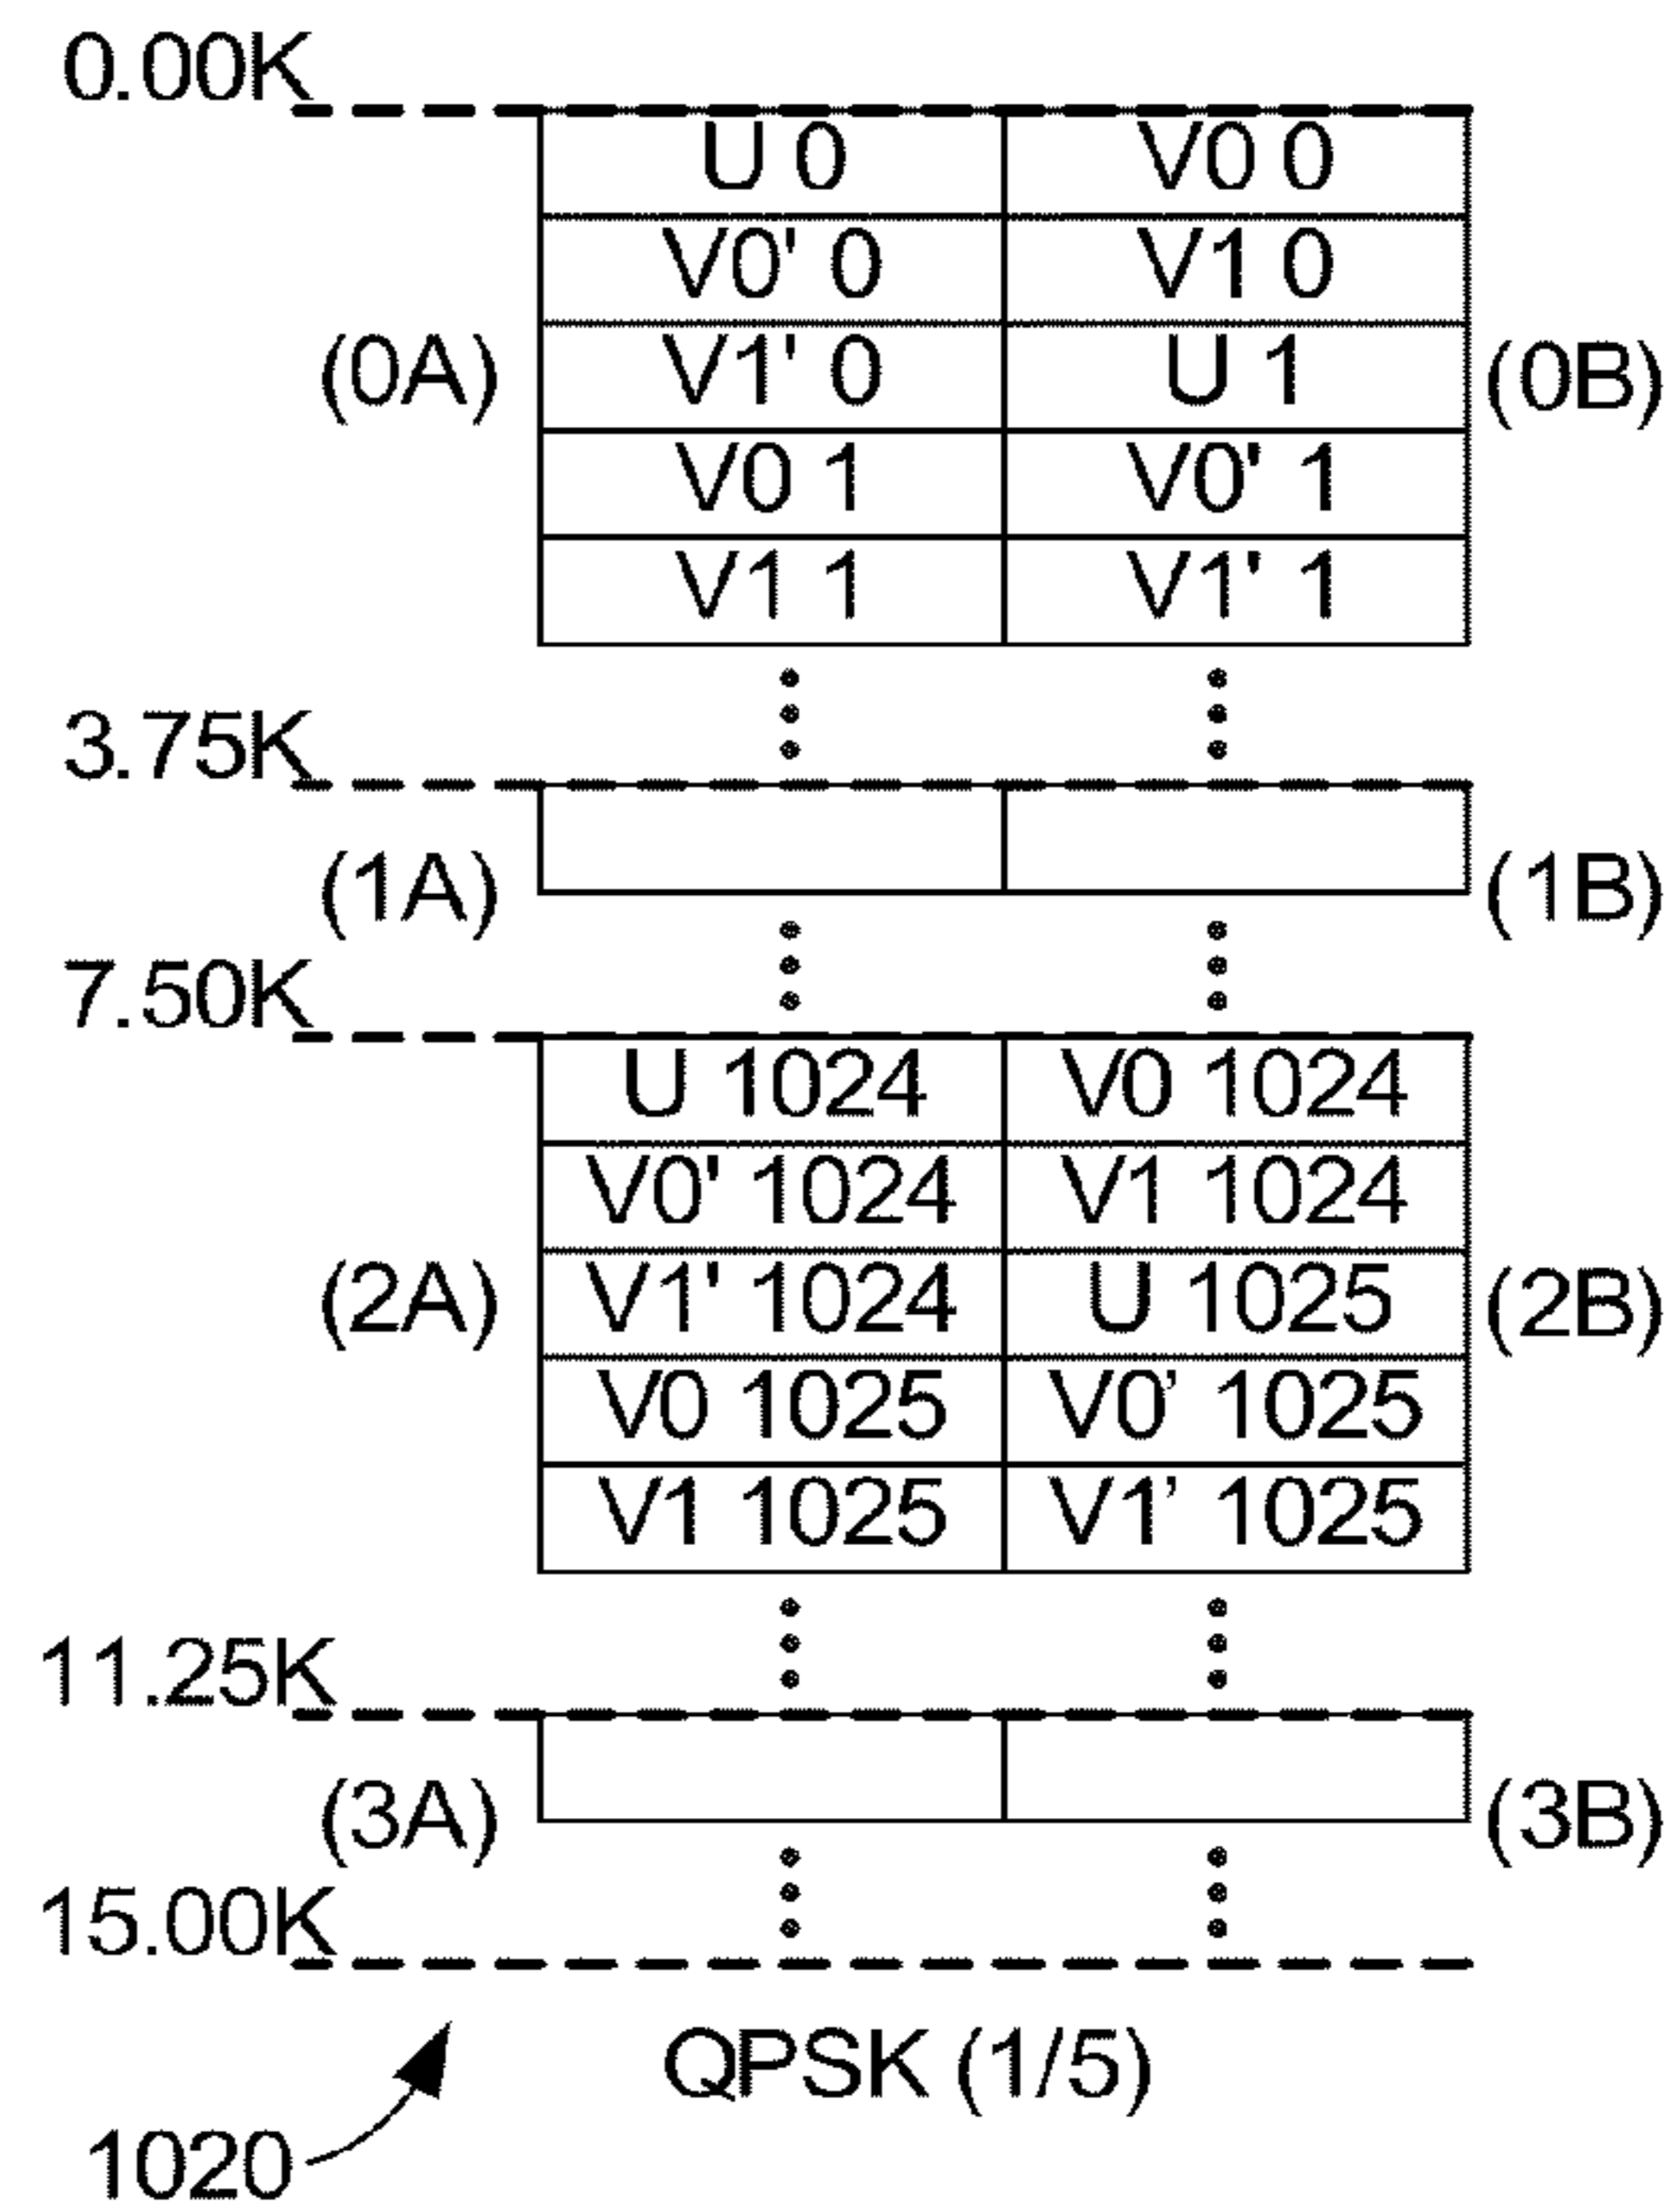 0.00K
U 0 V0 0
V0' 0 V1 0
(0A) V1' 0 U 1 (0B)
V0 1 V0' 1
V1 1 V1' 1
3.75K
(1A) (1B)
7.50K
U 1024 V0 1024
V0' 1024 V1 1024
(2A) V1' 1024 U 1025 (2B)
V0 1025 V0’ 1025
V1 1025 V1’ 1025
11.25K
(3A) (3B)
15.00K
QPSK (1/5)
1020